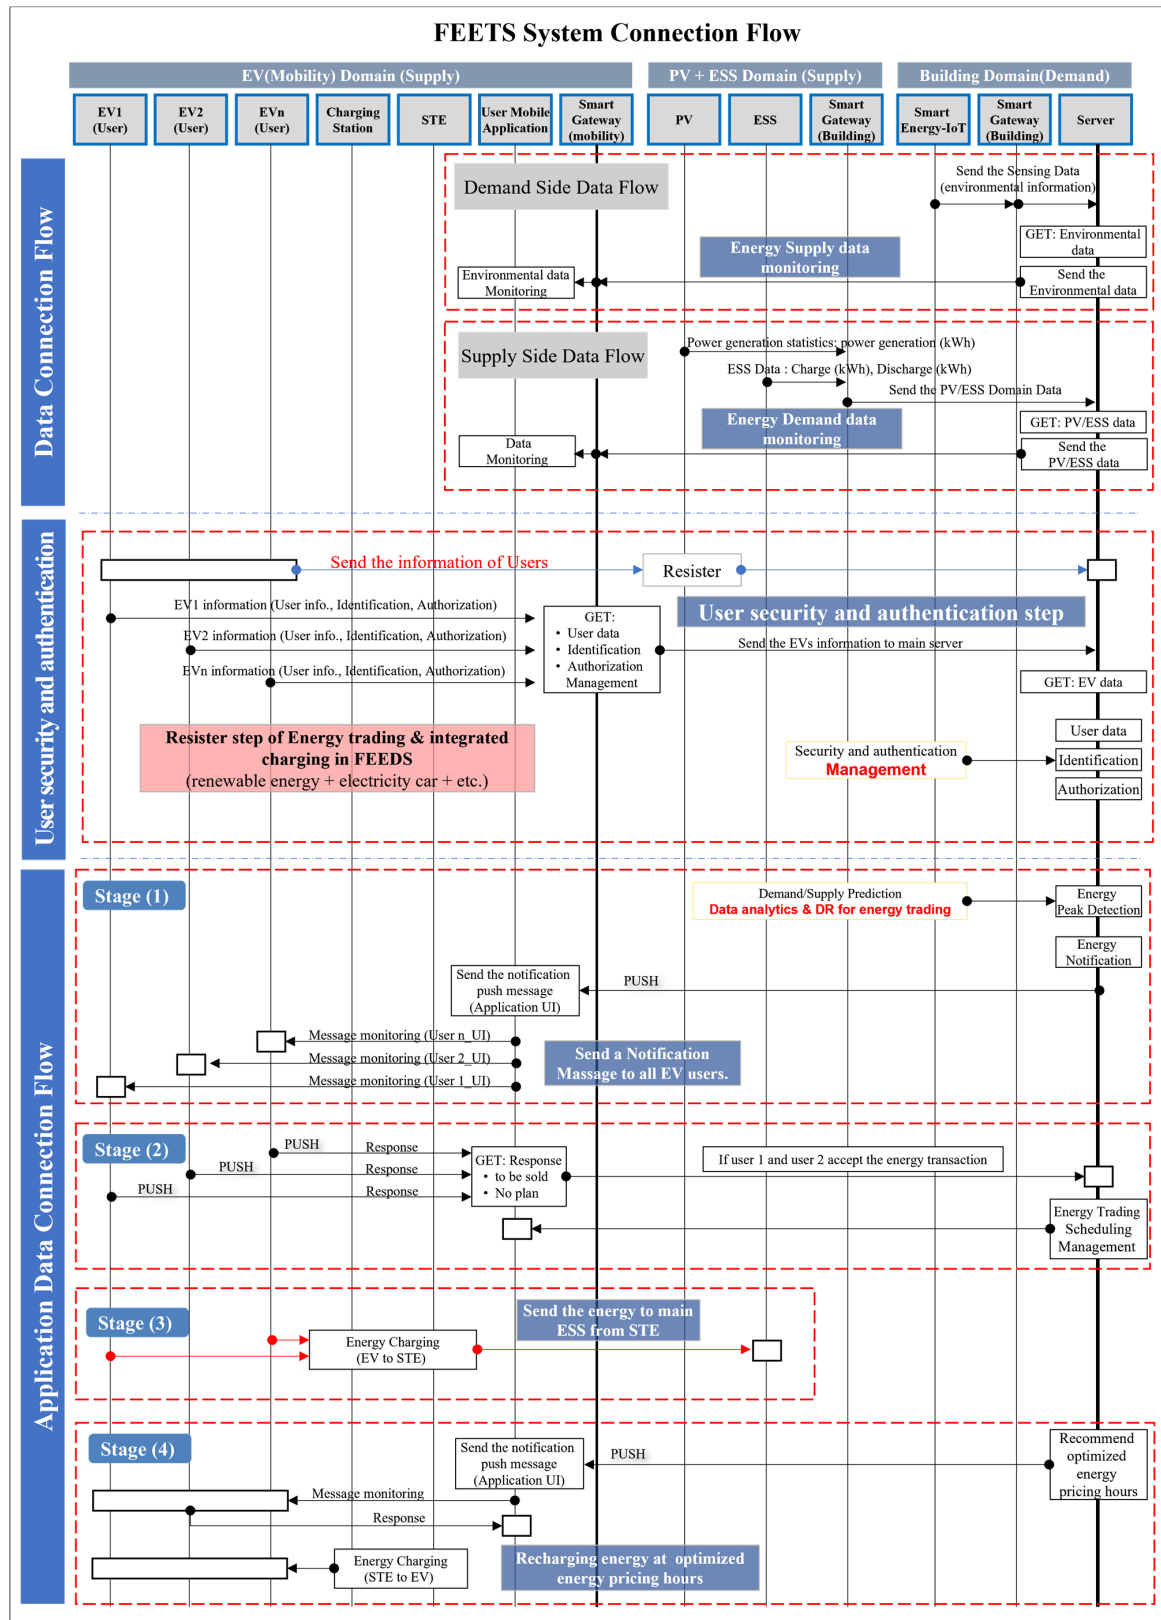 FEETS System Connection Flow
EV(Mobility) Domain (Supply)
PV + ESS Domain (Supply)
Building Domain(Demand)
EV1
(User)
EV2
(User)
EVn
(User)
Charging
Station
STE
User Mobile
Application
Smart
Gateway
(mobility)
PV
ESS
Smart
Gateway
(Building)
Smart
Energy-IoT
Smart
Gateway
(Building)
Server
Data Connection Flow
Demand Side Data Flow
Send the Sensing Data
(environmental information)
GET: Environmental
data
Energy Supply data
monitoring
Environmental data
Monitoring
Send the
Environmental data
Supply Side Data Flow
Power generation statistics: power generation (kWh)
ESS Data : Charge (kWh), Discharge (kWh)
Send the PV/ESS Domain Data
Energy Demand data
monitoring
GET: PV/ESS data
Data
Monitoring
Send the
PV/ESS data
User security and authentication
Send the information of Users
Resister
EV1 information (User info., Identification, Authorization)
EV2 information (User info., Identification, Authorization)
EVn information (User info., Identification, Authorization)
GET:
• User data
• Identification
• Authorization
Management
User security and authentication step
Send the EVs information to main server
GET: EV data
Resister step of Energy trading & integrated
charging in FEEDS
(renewable energy + electricity car + etc.)
Security and authentication
Management
User data
Identification
Authorization
Application Data Connection Flow
Stage (1)
Demand/Supply Prediction
Data analytics & DR for energy trading
Energy
Peak Detection
Energy
Notification
Send the notification
push message
(Application UI)
PUSH
Message monitoring (User n_UI)
Message monitoring (User 2_UI)
Message monitoring (User 1_UI)
Send a Notification
Massage to all EV users.
Stage (2)
PUSH
Response
PUSH
Response
PUSH
Response
GET: Response
• to be sold
• No plan
If user 1 and user 2 accept the energy transaction
Energy Trading
Scheduling
Management
Stage (3)
Energy Charging
(EV to STE)
Send the energy to main
ESS from STE
Stage (4)
Send the notification
push message
(Application UI)
PUSH
Recommend
optimized
energy
pricing hours
Message monitoring
Response
Energy Charging
(STE to EV)
Recharging energy at optimized
energy pricing hours